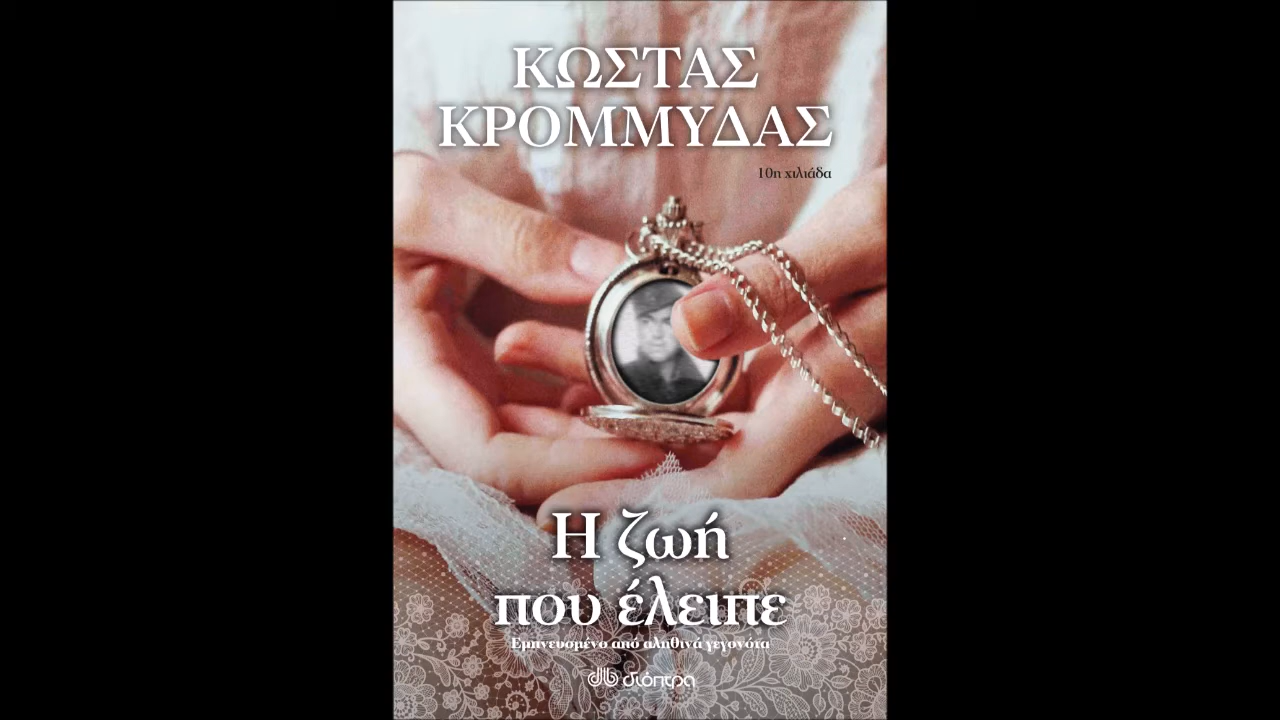 ΚΩΣΤΑΣ
ΚΡΟΜΜΥΔΑΣ
10η χιλιάδα
Η ζωή
που έλειπε
Εμπνευσμένο από αληθινά γεγονότα
διόπτρα